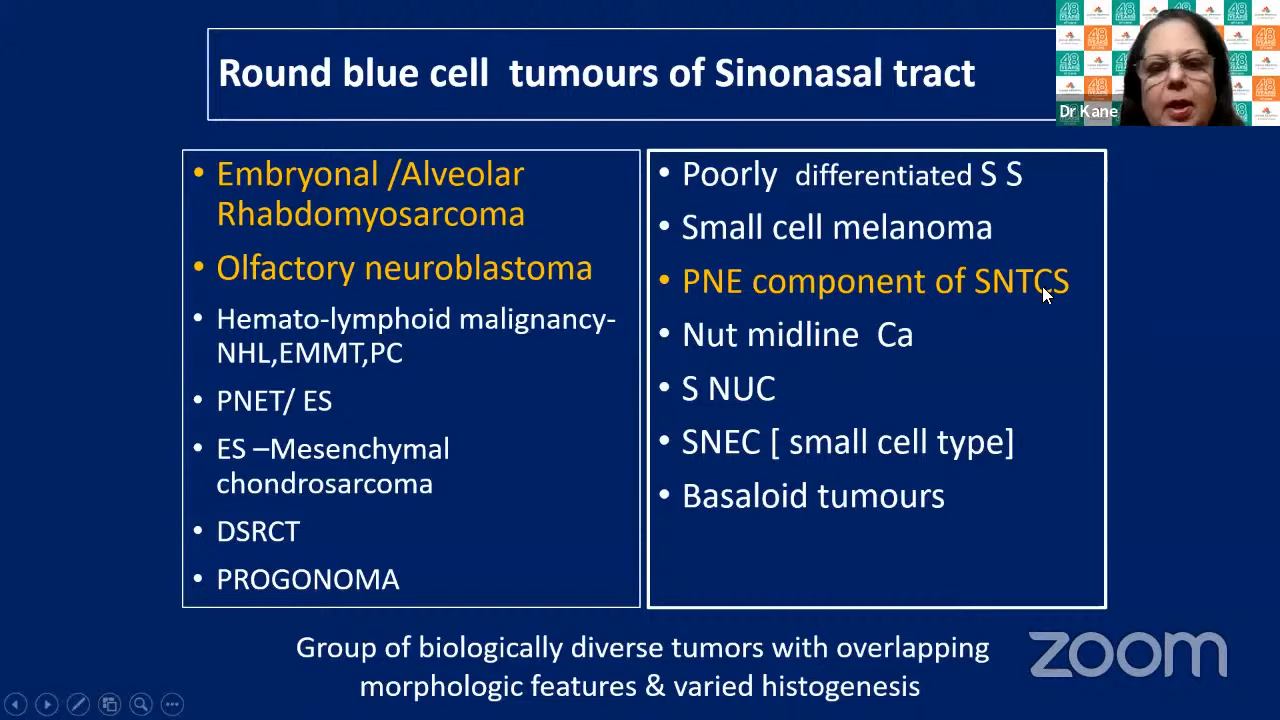 Round blue cell tumours of Sinonasal tract
Dr Kane
• Embryonal /Alveolar
Rhabdomyosarcoma
• Olfactory neuroblastoma
• Hemato-lymphoid malignancy-
NHL,EMMT,PC
• PNET/ ES
• ES –Mesenchymal
chondrosarcoma
• DSRCT
• PROGONOMA
• Poorly differentiated S S
• Small cell melanoma
• PNE component of SNTCS
• Nut midline Ca
• S NUC
• SNEC [ small cell type]
• Basaloid tumours
Group of biologically diverse tumors with overlapping
morphologic features & varied histogenesis
zoom